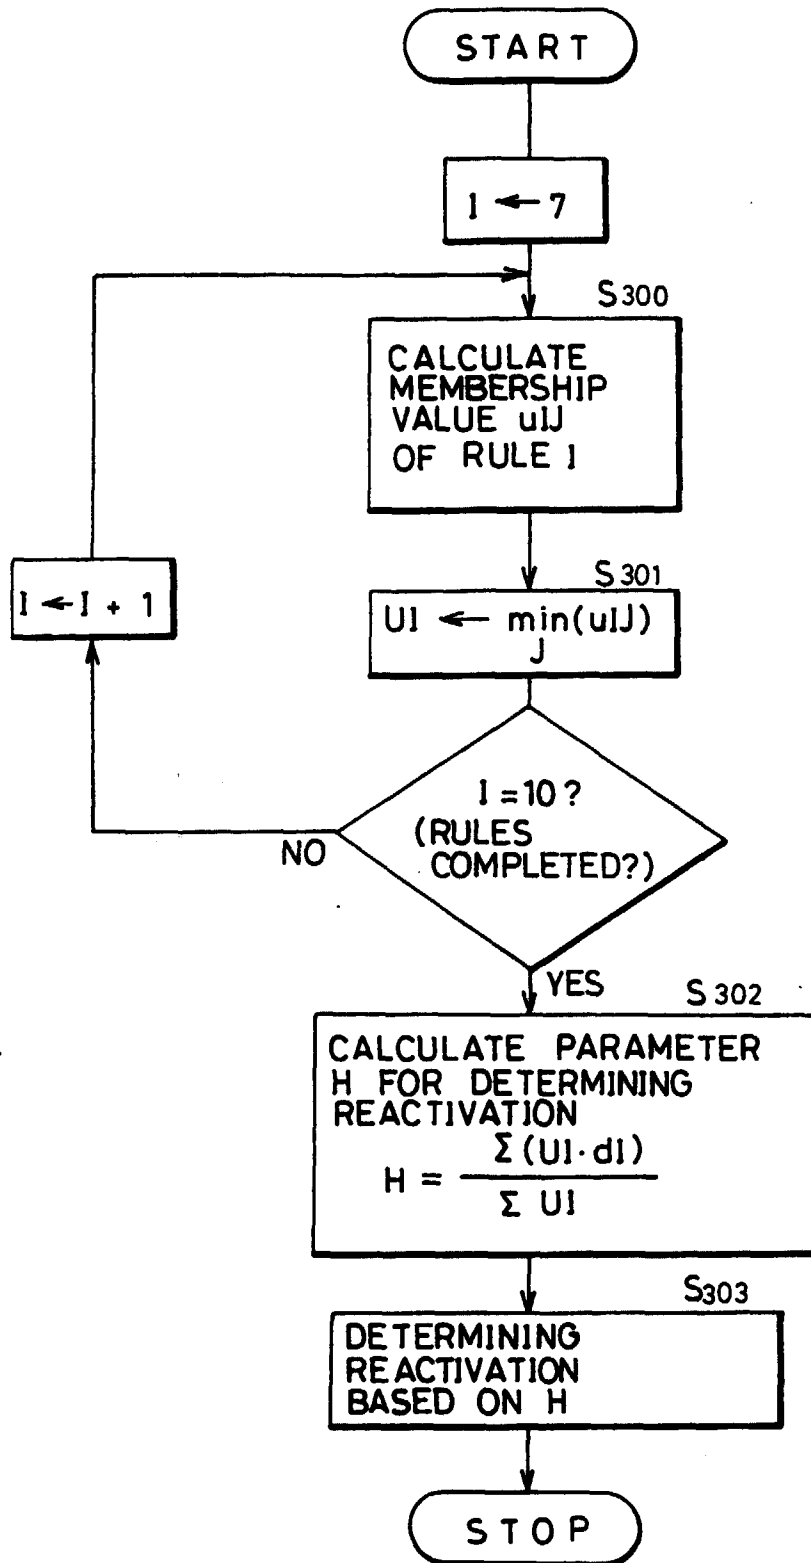 START
I ← 7
S300
CALCULATE
MEMBERSHIP
VALUE uIJ
OF RULE I
S301
UI ← min(uIJ)
J
I ← I + 1
I = 10 ?
(RULES
COMPLETED?)
NO
YES
S302
CALCULATE PARAMETER
H FOR DETERMINING
REACTIVATION
H = Σ (UI·dI)
Σ UI
S303
DETERMINING
REACTIVATION
BASED ON H
STOP